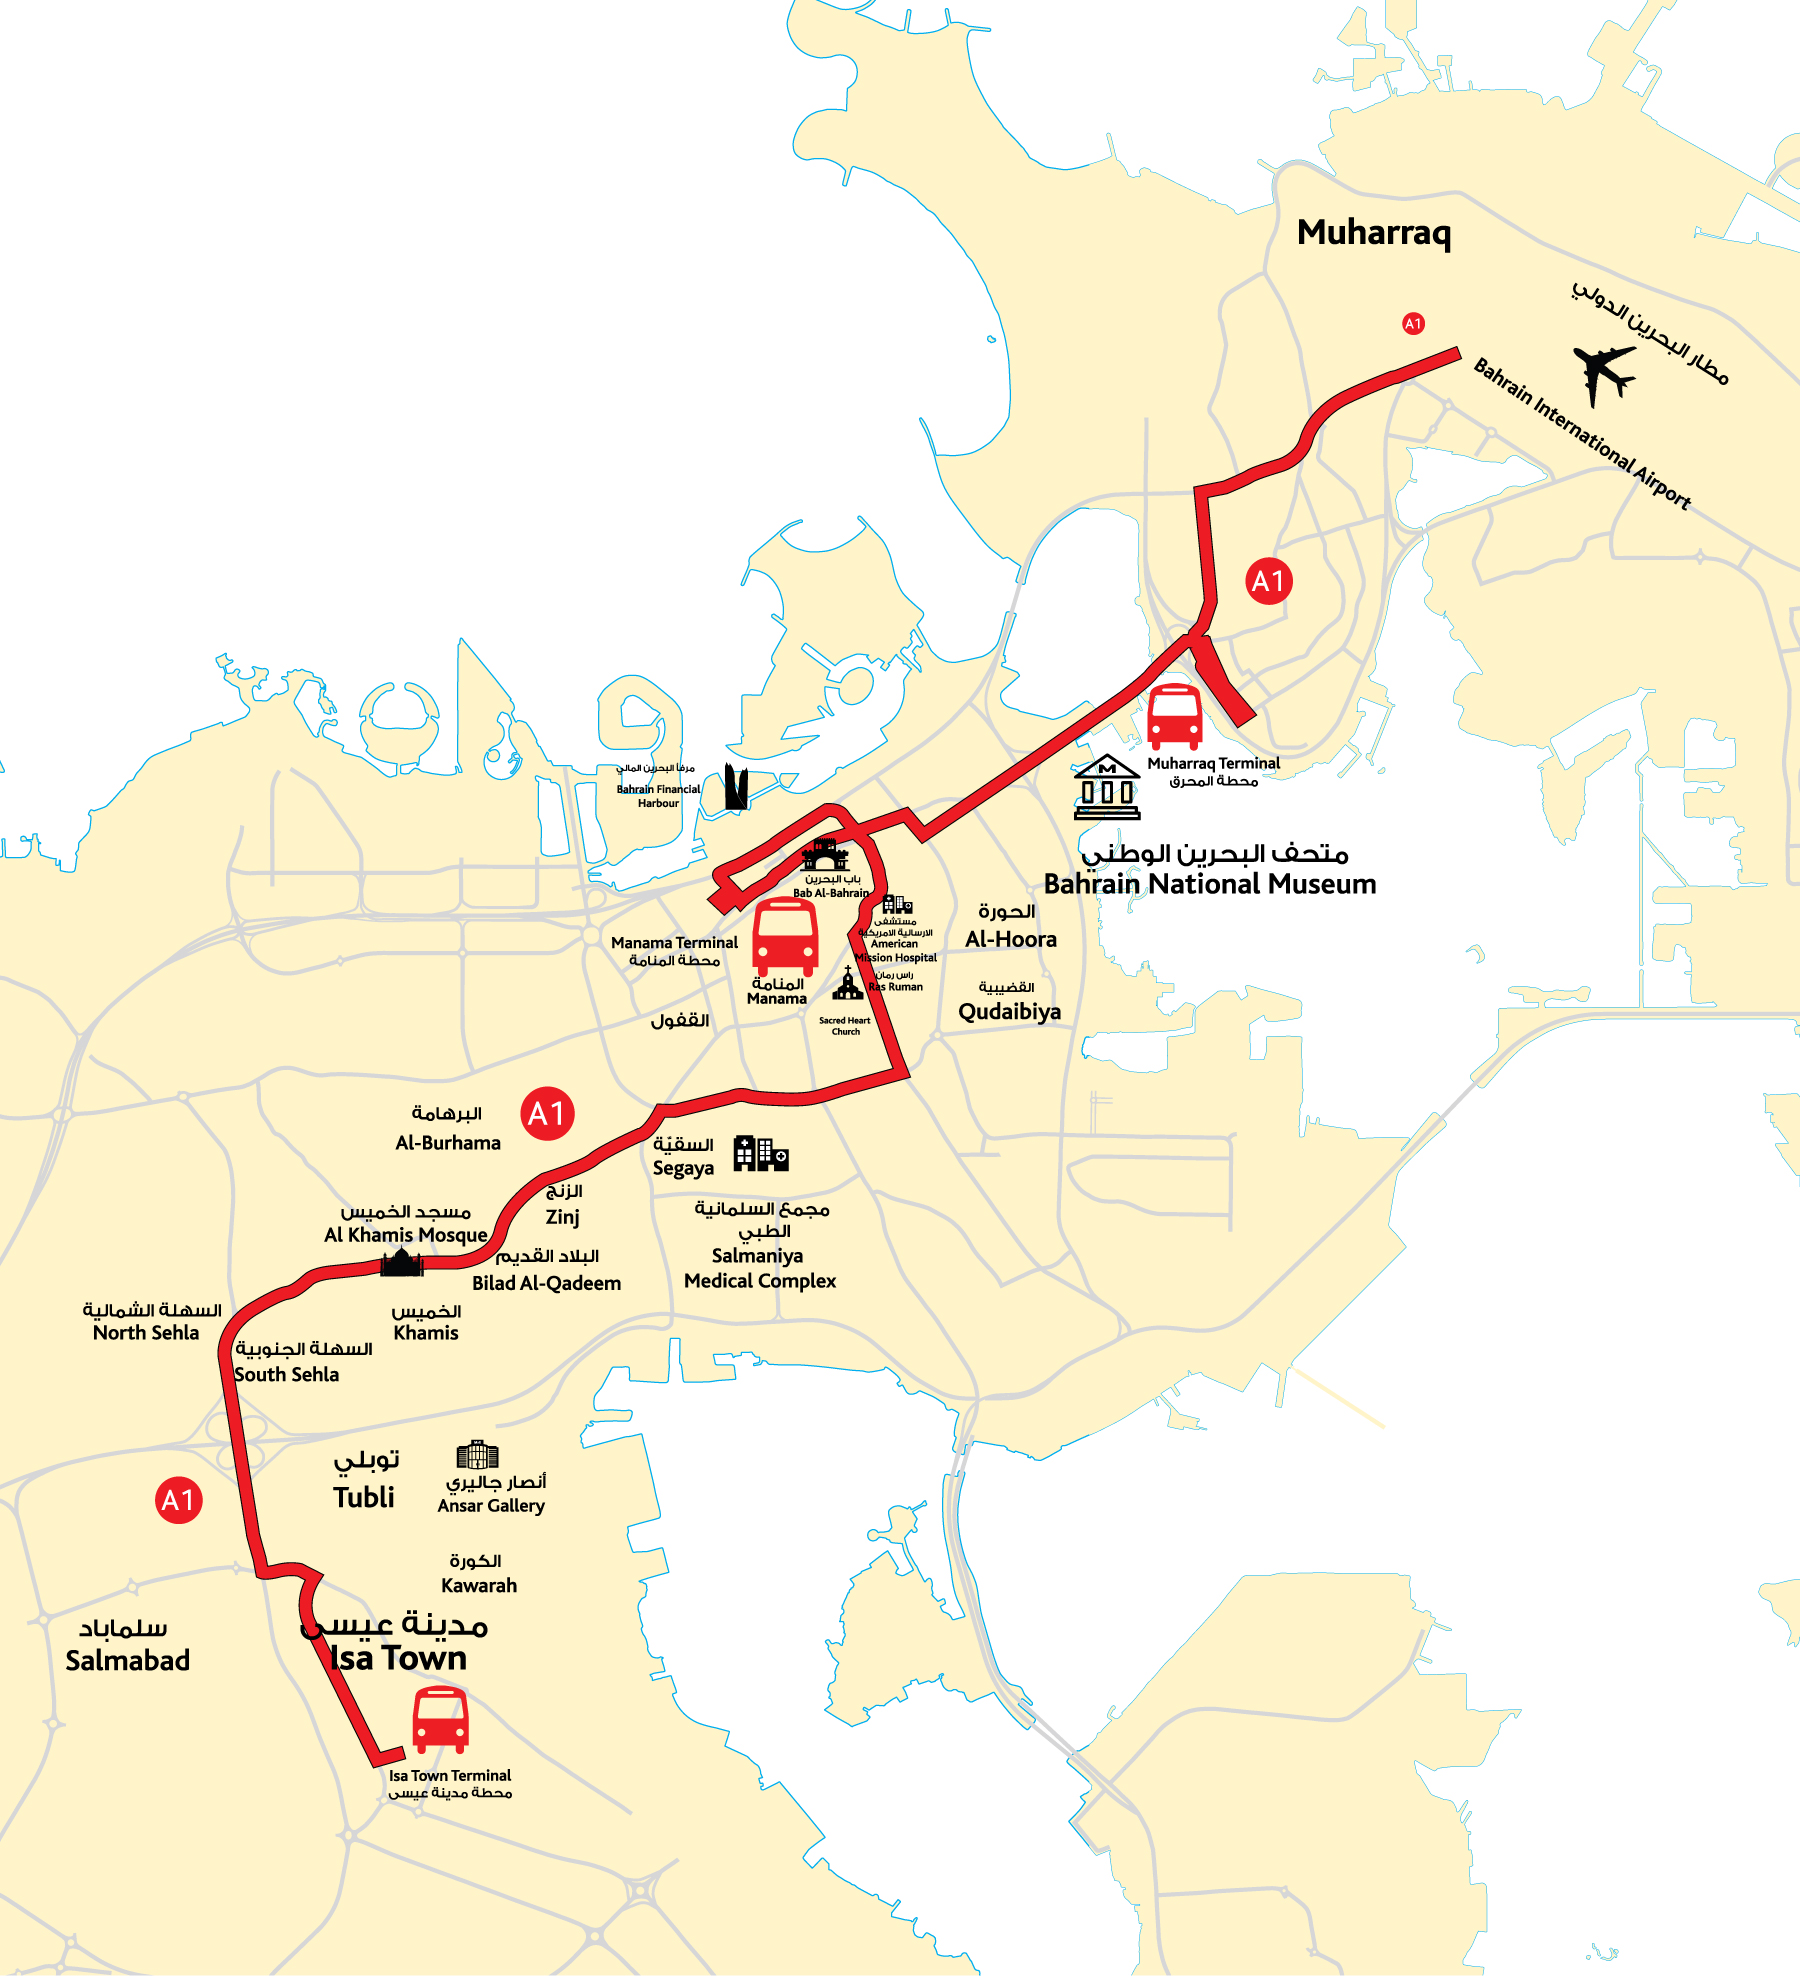 Muharraq
A1
مطار البحرين الدولي
Bahrain International Airport
A1
مرفأ البحرين المالي
Bahrain Financial
Harbour
Muharraq Terminal
محطة المحرق
M
متحف البحرين الوطني
Bahrain National Museum
باب البحرين
Bab Al-Bahrain
مستشفى
الارسالية الامريكية
American
Mission Hospital
الحورة
Al-Hoora
Manama Terminal
محطة المنامة
المنامة
Manama
راس رمان
Ras Ruman
القضيبية
Qudaibiya
القفول
Sacred Heart
Church
البرهامة
Al-Burhama
A1
السقيّة
Segaya
الزنج
Zinj
مجمع السلمانية
الطبي
Salmaniya
Medical Complex
مسجد الخميس
Al Khamis Mosque
البلاد القديم
Bilad Al-Qadeem
السهلة الشمالية
North Sehla
الخميس
Khamis
السهلة الجنوبية
South Sehla
توبلي
Tubli
أنصار جاليري
Ansar Gallery
A1
الكورة
Kawarah
سلماباد
Salmabad
مدينة عيسى
Isa Town
Isa Town Terminal
محطة مدينة عيسى